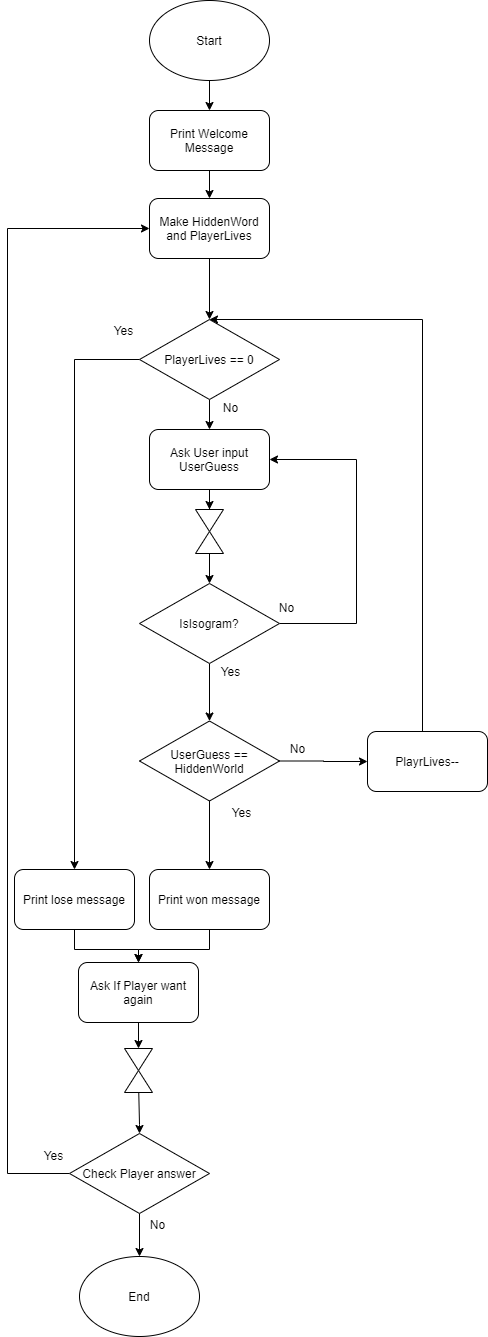 Start
Print Welcome
Message
Make HiddenWord
and PlayerLives
Yes
PlayerLives == 0
No
Ask User input
UserGuess
IsIsogram?
No
Yes
UserGuess ==
HiddenWorld
No
PlayrLives--
Yes
Print lose message
Print won message
Ask If Player want
again
Yes
Check Player answer
No
End